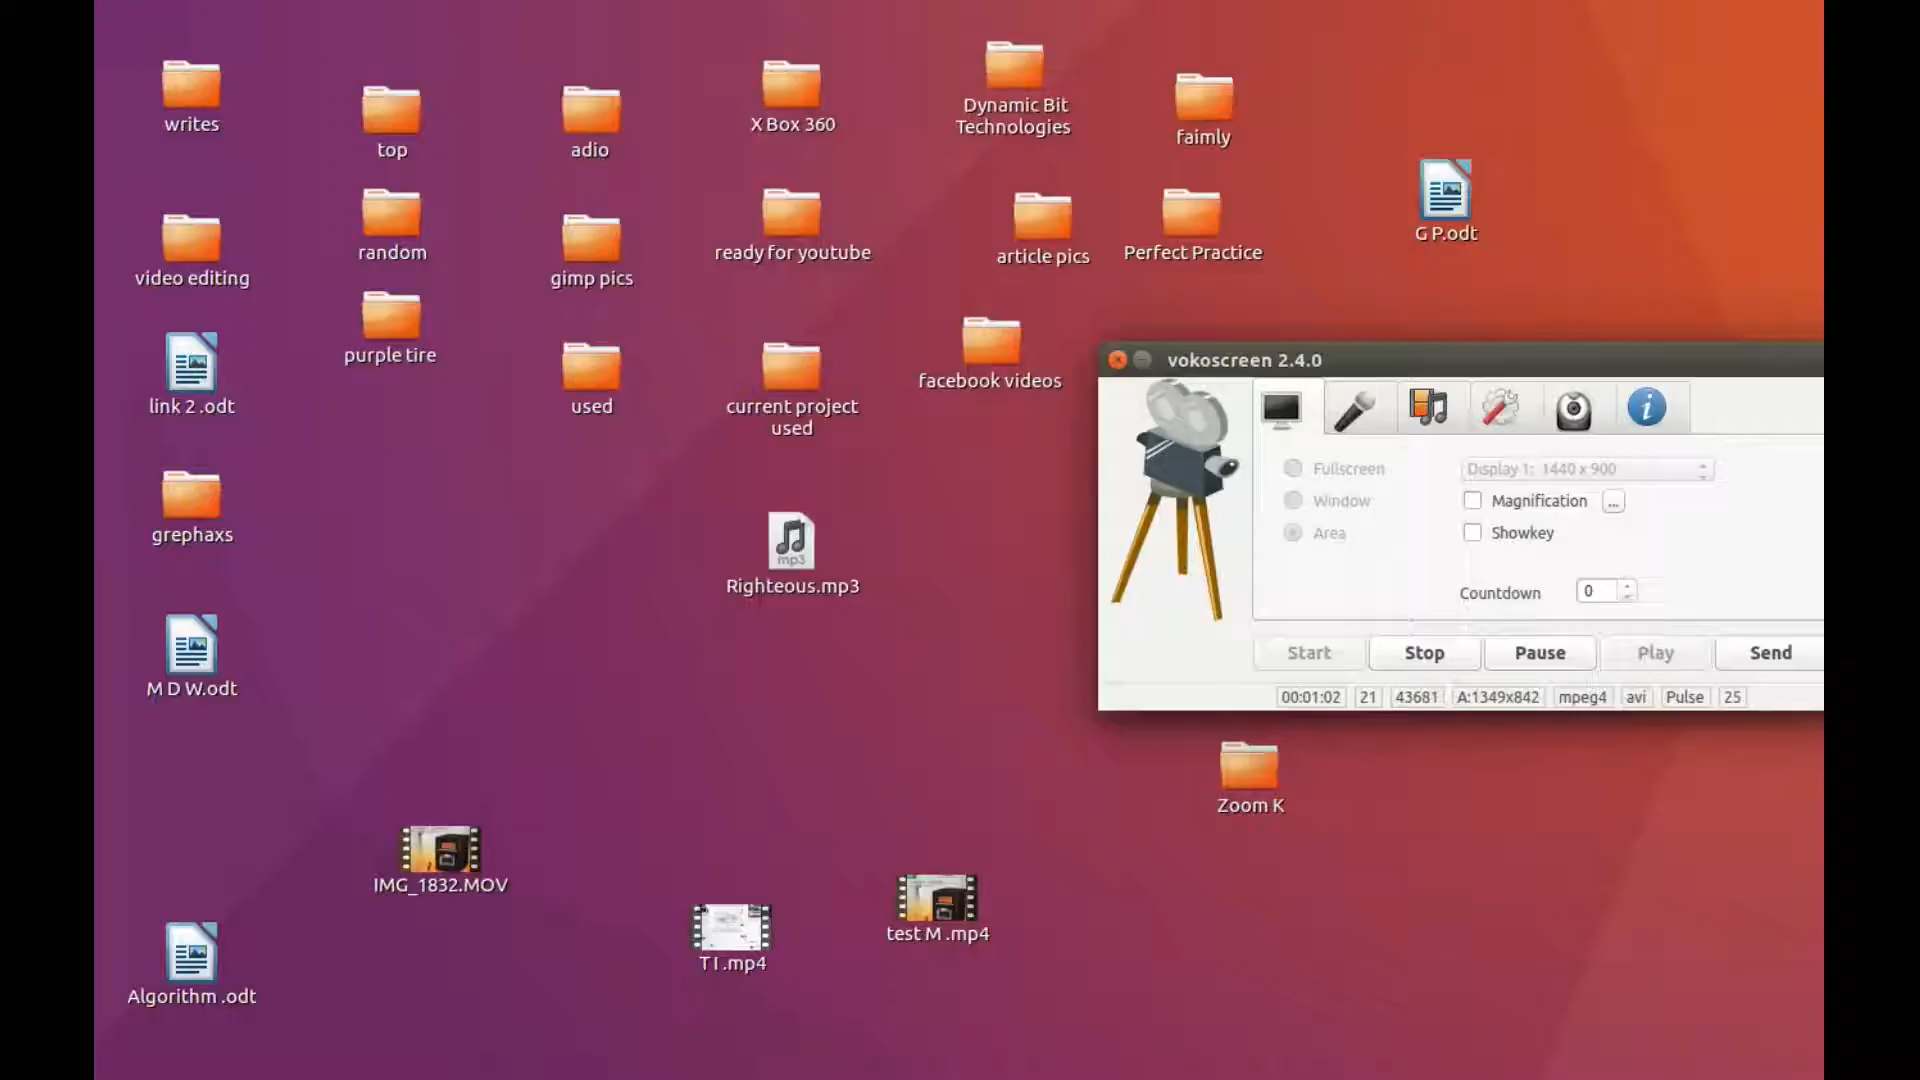 writes
top
adio
X Box 360
Dynamic Bit
Technologies
faimly
G P.odt
video editing
random
gimp pics
ready for youtube
article pics
Perfect Practice
purple tire
link 2 .odt
used
current project
used
facebook videos
grephaxs
Righteous.mp3
mp3
M D W.odt
IMG_1832.MOV
T I .mp4
test M .mp4
Algorithm .odt
Zoom K
vokoscreen 2.4.0
Fullscreen
Display 1: 1440 x 900
Window
Magnification
...
Area
Showkey
Countdown
0
Start
Stop
Pause
Play
Send
00:01:02
21
43681
A:1349x842
mpeg4
avi
Pulse
25